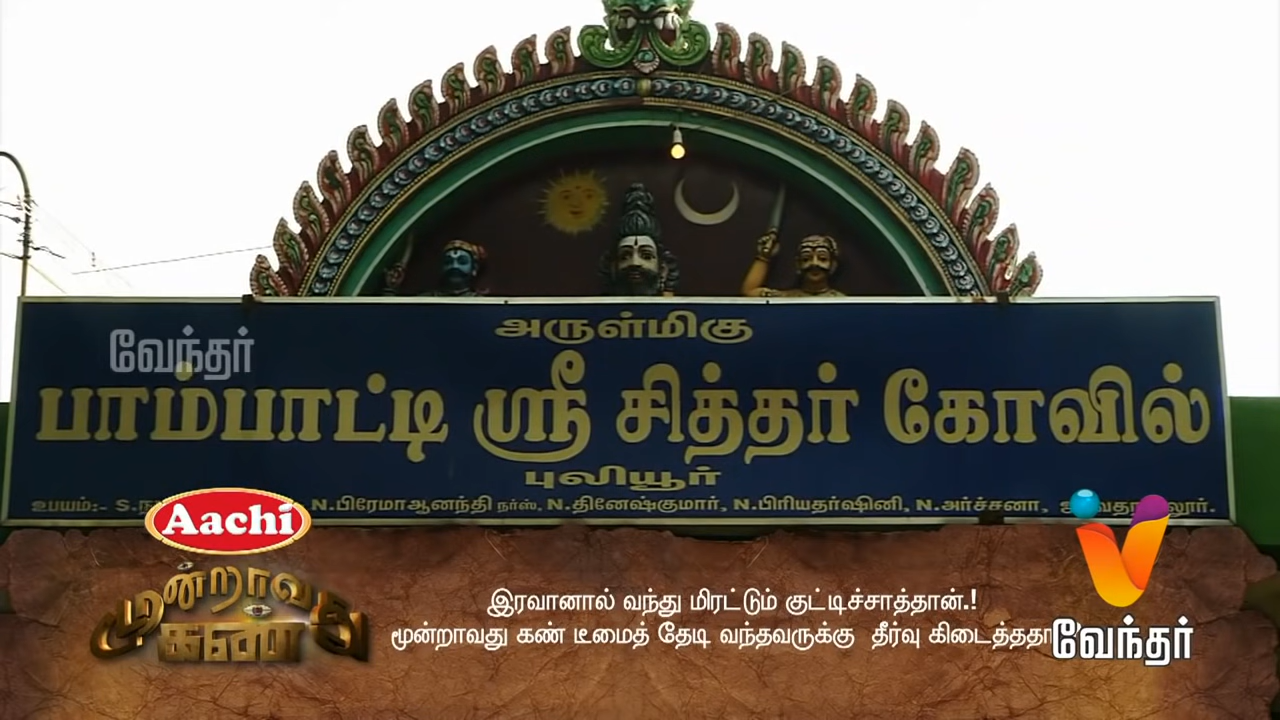 அருள்மிகு
வேந்தர்
பாம்பாட்டி ஸ்ரீ சித்தர் கோவில்
புலியூர்
உபயம்:- N.பிரேமாஆனந்தி நர்ஸ், N.தினேஷ்குமார், N.பிரியதர்ஷினி, N.அர்ச்சனா,
Aachi
மூன்றாவது கண்
இரவானால் வந்து மிரட்டும் குட்டிச்சாத்தான்.!
மூன்றாவது கண் டீமைத் தேடி வந்தவருக்கு தீர்வு கிடைத்ததா
வேந்தர்